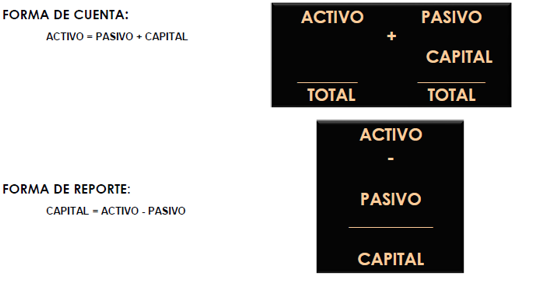 FORMA DE CUENTA:
ACTIVO = PASIVO + CAPITAL
ACTIVO PASIVO
+
CAPITAL
TOTAL TOTAL
FORMA DE REPORTE:
CAPITAL = ACTIVO - PASIVO
ACTIVO
-
PASIVO
CAPITAL